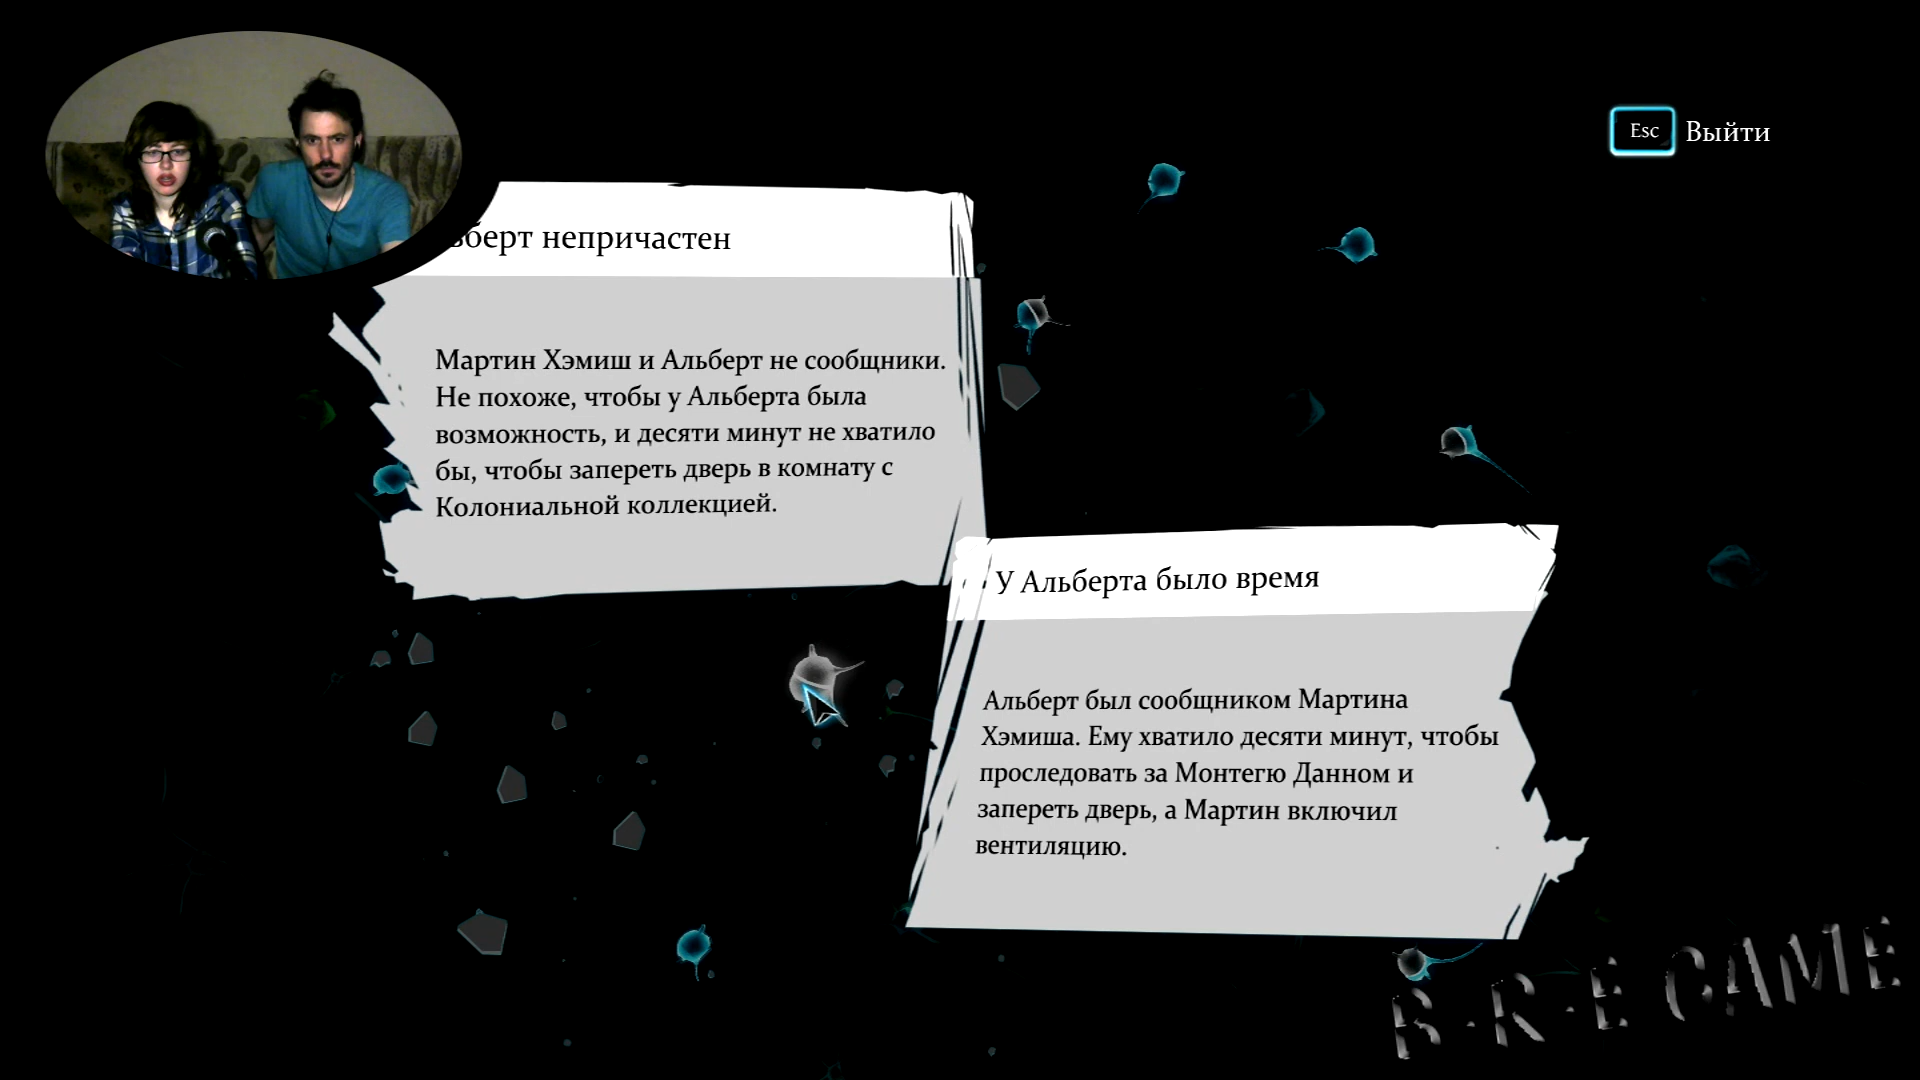 Esc Выйти
берт непричастен
Мартин Хэмиш и Альберт не сообщники.
Не похоже, чтобы у Альберта была
возможность, и десяти минут не хватило
бы, чтобы запереть дверь в комнату с
Колониальной коллекцией.
У Альберта было время
Альберт был сообщником Мартина
Хэмиша. Ему хватило десяти минут, чтобы
проследовать за Монтегю Данном и
запереть дверь, а Мартин включил
вентиляцию.
B·R·E GAME